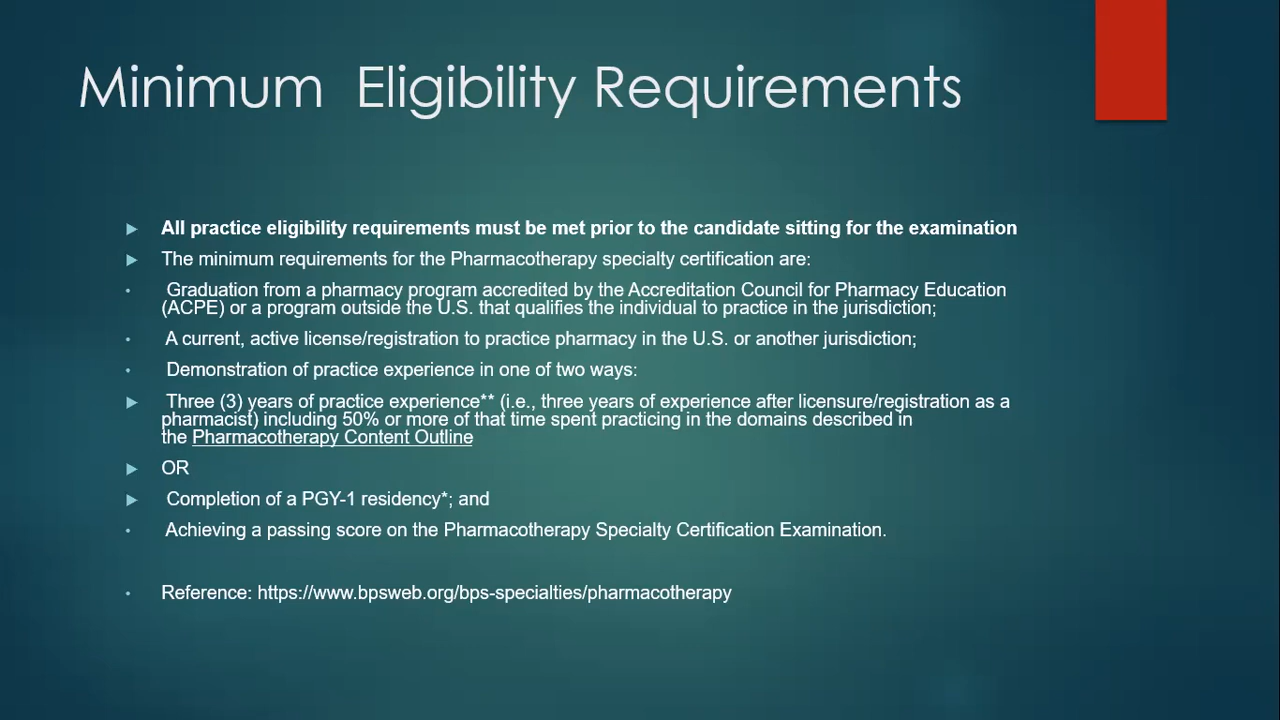 Minimum Eligibility Requirements
All practice eligibility requirements must be met prior to the candidate sitting for the examination
The minimum requirements for the Pharmacotherapy specialty certification are:
Graduation from a pharmacy program accredited by the Accreditation Council for Pharmacy Education
(ACPE) or a program outside the U.S. that qualifies the individual to practice in the jurisdiction;
A current, active license/registration to practice pharmacy in the U.S. or another jurisdiction;
Demonstration of practice experience in one of two ways:
Three (3) years of practice experience** (i.e., three years of experience after licensure/registration as a
pharmacist) including 50% or more of that time spent practicing in the domains described in
the Pharmacotherapy Content Outline
OR
Completion of a PGY-1 residency*; and
Achieving a passing score on the Pharmacotherapy Specialty Certification Examination.
Reference: https://www.bpsweb.org/bps-specialties/pharmacotherapy